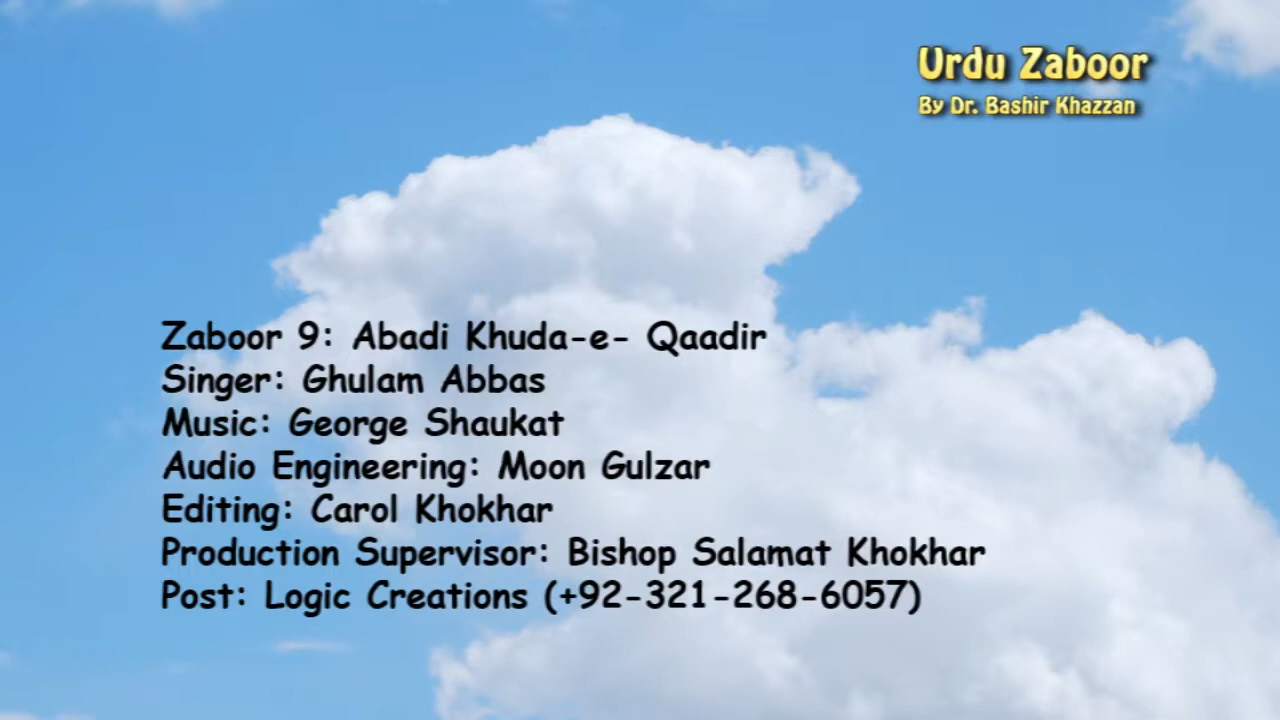 Urdu Zaboor
By Dr. Bashir Khazzan
Zaboor 9: Abadi Khuda-e- Qaadir
Singer: Ghulam Abbas
Music: George Shaukat
Audio Engineering: Moon Gulzar
Editing: Carol Khokhar
Production Supervisor: Bishop Salamat Khokhar
Post: Logic Creations (+92-321-268-6057)